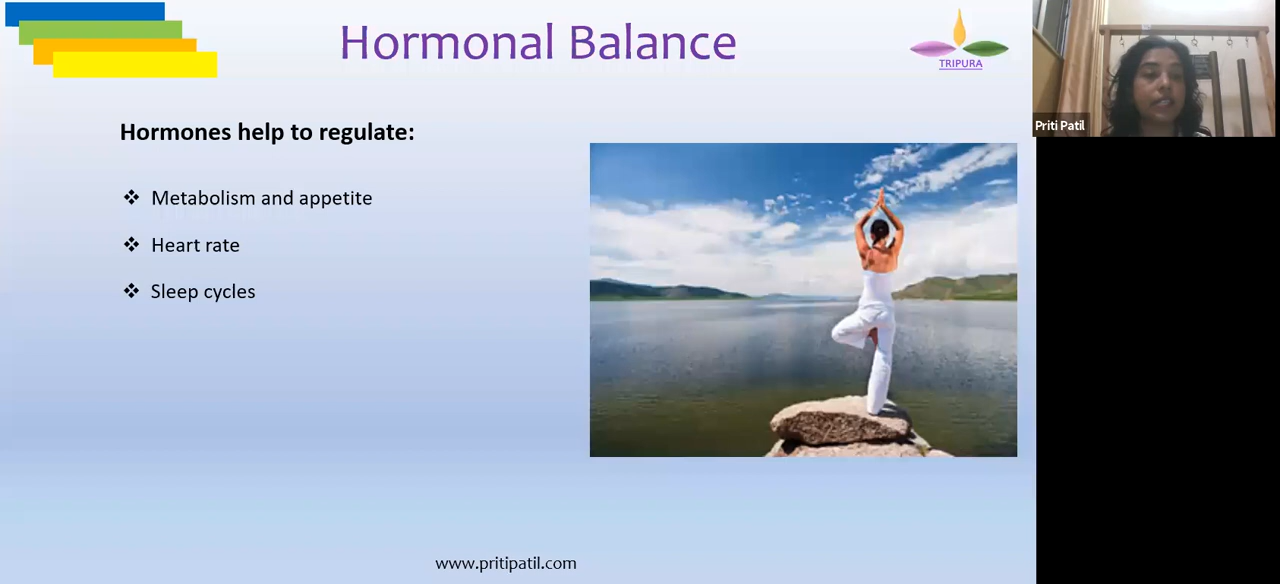 Hormonal Balance
TRIPURA
Priti Patil
Hormones help to regulate:
❖ Metabolism and appetite
❖ Heart rate
❖ Sleep cycles
www.pritipatil.com